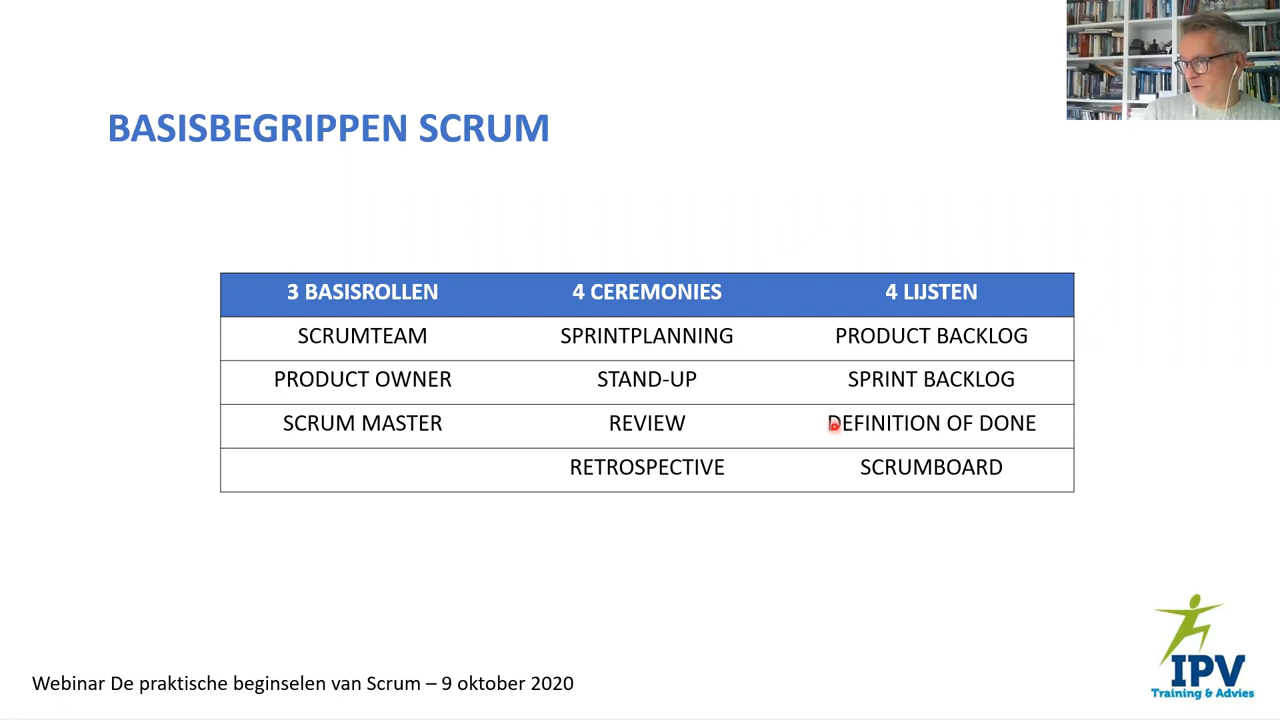 BASISBEGRIPPEN SCRUM
3 BASISROLLEN 4 CEREMONIES 4 LIJSTEN
SCRUMTEAM SPRINTPLANNING PRODUCT BACKLOG
PRODUCT OWNER STAND-UP SPRINT BACKLOG
SCRUM MASTER REVIEW DEFINITION OF DONE
RETROSPECTIVE SCRUMBOARD
Webinar De praktische beginselen van Scrum – 9 oktober 2020
IPV
Training & Advies